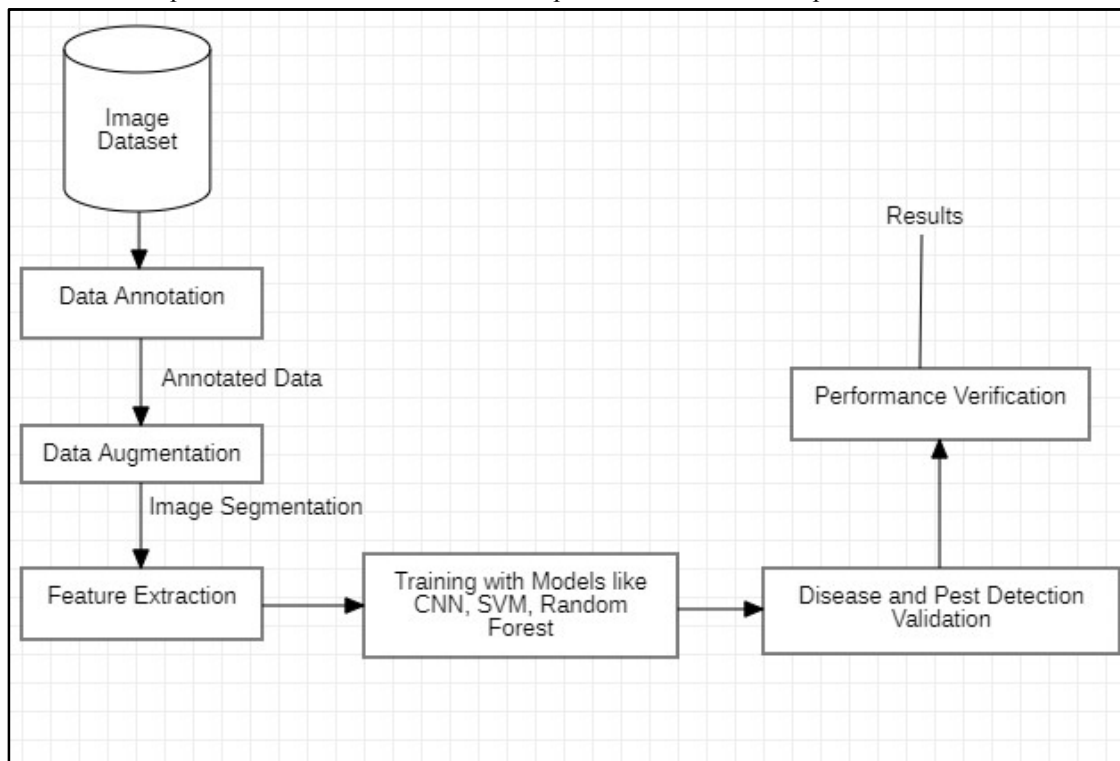 Image
Dataset
Data Annotation
Annotated Data
Data Augmentation
Image Segmentation
Feature Extraction
Training with Models like
CNN, SVM, Random
Forest
Disease and Pest Detection
Validation
Performance Verification
Results